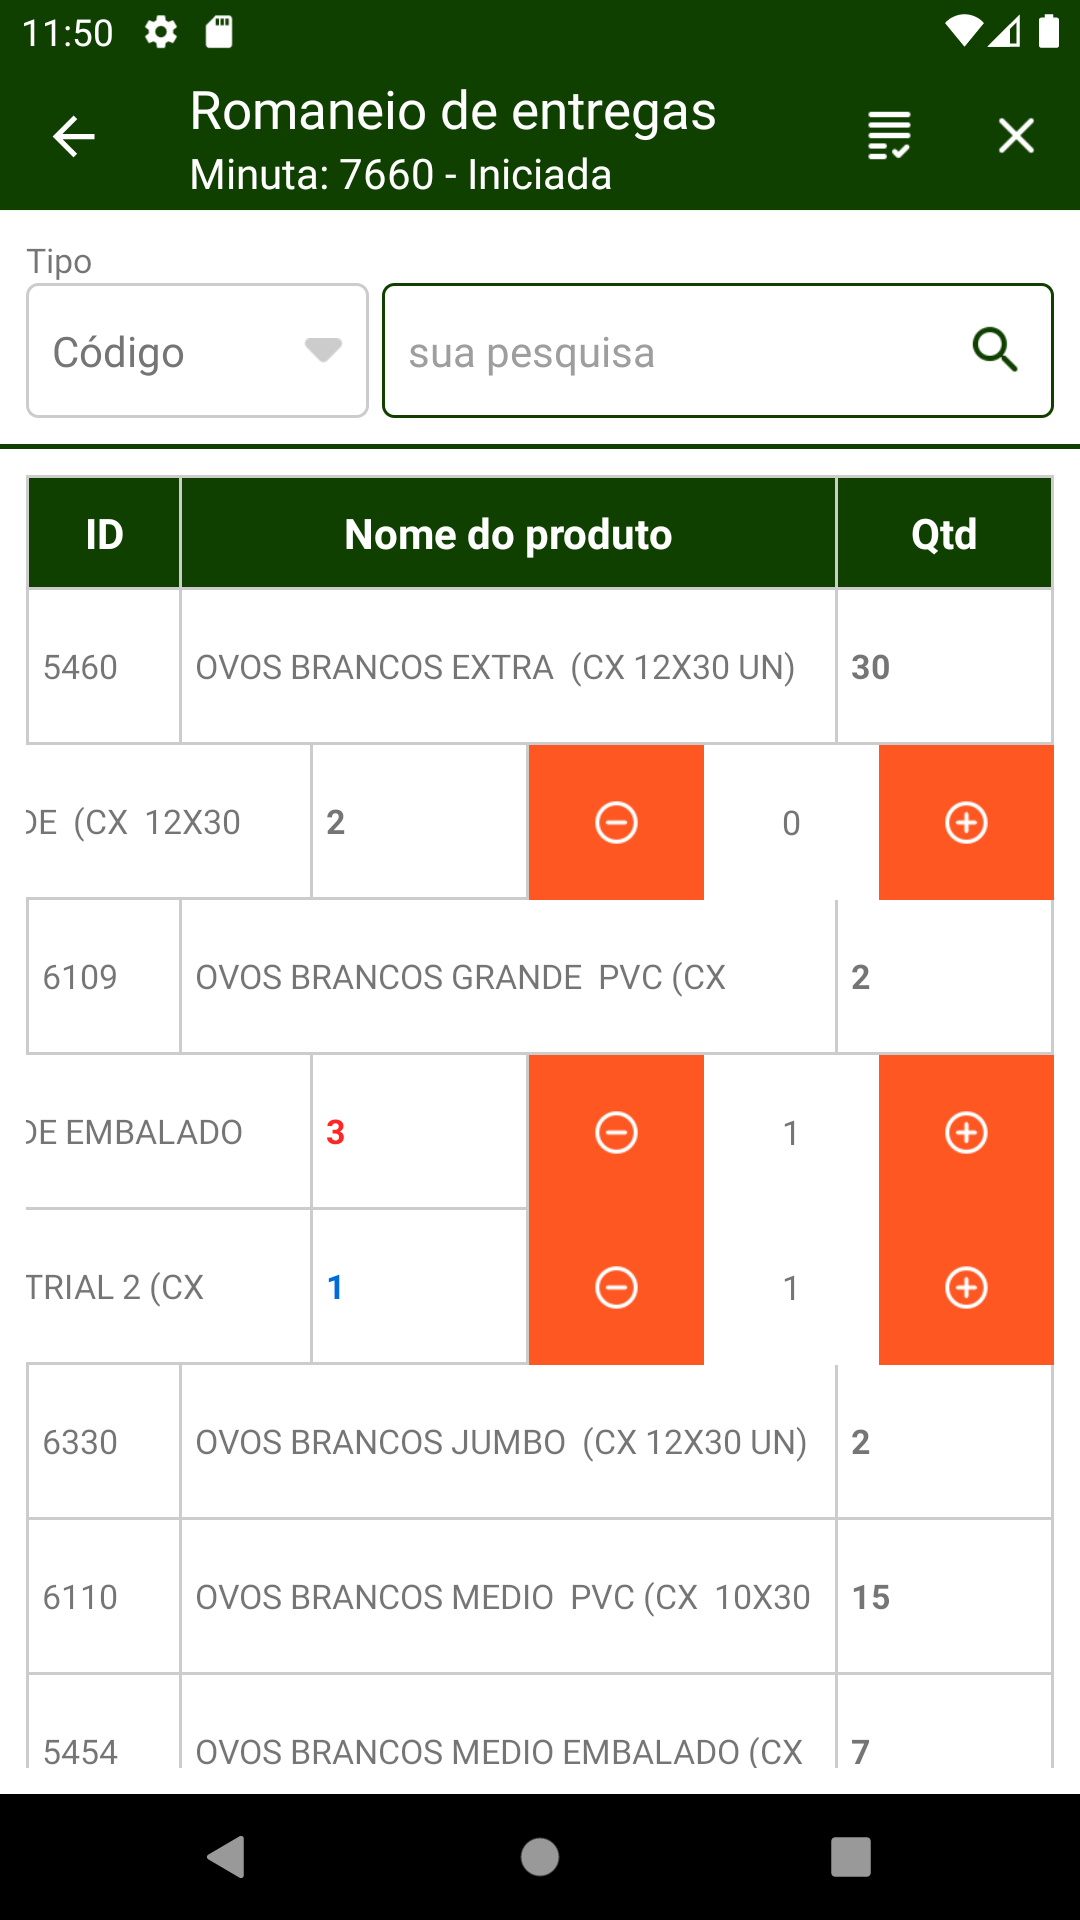 11:50
Romaneio de entregas
Minuta: 7660 - Iniciada
Tipo
Código
sua pesquisa
ID Nome do produto Qtd
5460 OVOS BRANCOS EXTRA (CX 12X30 UN) 30
DE (CX 12X30 2 0
6109 OVOS BRANCOS GRANDE PVC (CX 2
DE EMBALADO 3 1
TRIAL 2 (CX 1 1
6330 OVOS BRANCOS JUMBO (CX 12X30 UN) 2
6110 OVOS BRANCOS MEDIO PVC (CX 10X30 15
5454 OVOS BRANCOS MEDIO EMBALADO (CX 7